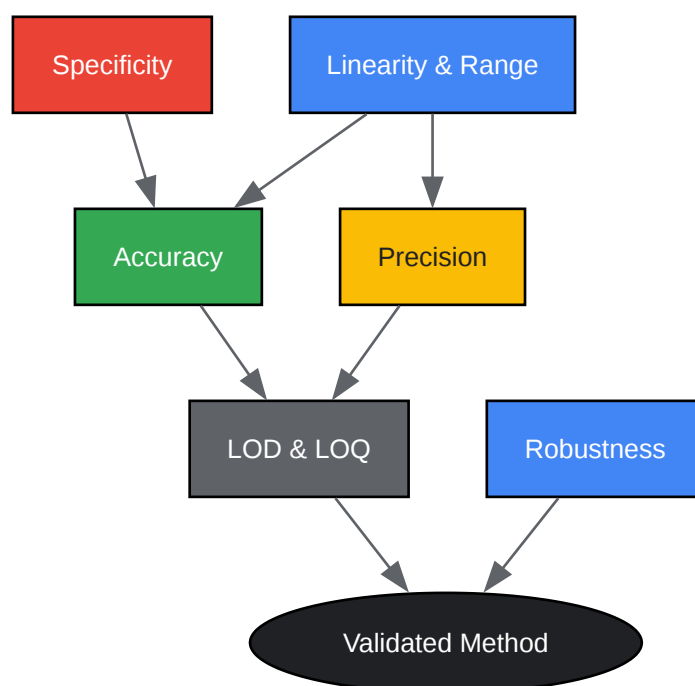 Specificity
Linearity & Range
Accuracy
Precision
LOD & LOQ
Robustness
Validated Method